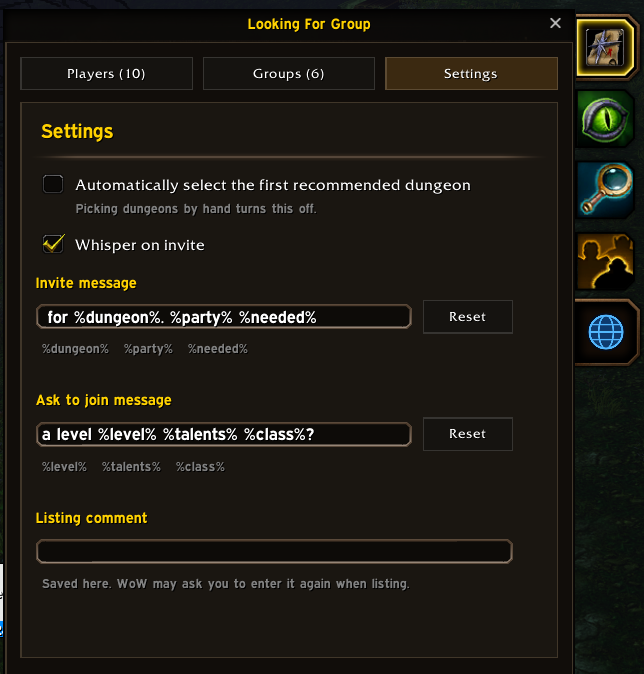 Looking For Group
Players (10)
Groups (6)
Settings
Settings
Automatically select the first recommended dungeon
Picking dungeons by hand turns this off.
Whisper on invite
Invite message
for %dungeon%. %party% %needed%
Reset
%dungeon% %party% %needed%
Ask to join message
a level %level% %talents% %class%?
Reset
%level% %talents% %class%
Listing comment
Saved here. WoW may ask you to enter it again when listing.